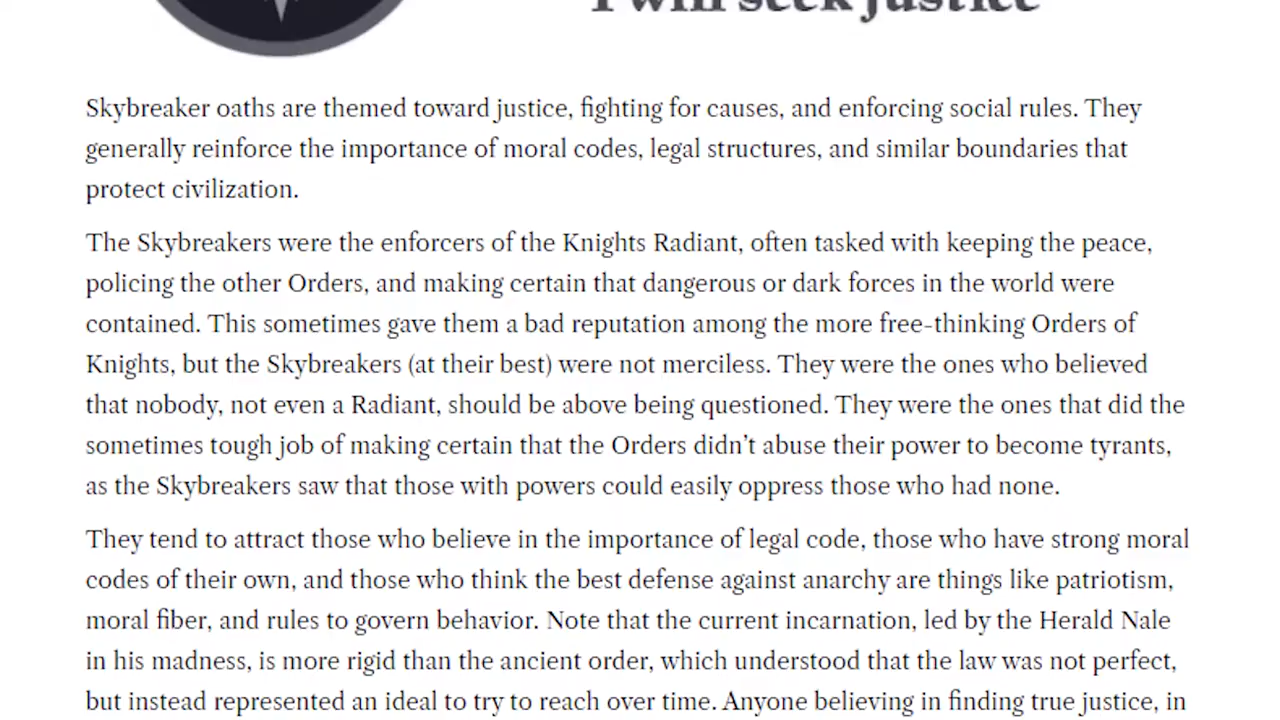 I will seek justice
Skybreaker oaths are themed toward justice, fighting for causes, and enforcing social rules. They
generally reinforce the importance of moral codes, legal structures, and similar boundaries that
protect civilization.
The Skybreakers were the enforcers of the Knights Radiant, often tasked with keeping the peace,
policing the other Orders, and making certain that dangerous or dark forces in the world were
contained. This sometimes gave them a bad reputation among the more free-thinking Orders of
Knights, but the Skybreakers (at their best) were not merciless. They were the ones who believed
that nobody, not even a Radiant, should be above being questioned. They were the ones that did the
sometimes tough job of making certain that the Orders didn’t abuse their power to become tyrants,
as the Skybreakers saw that those with powers could easily oppress those who had none.
They tend to attract those who believe in the importance of legal code, those who have strong moral
codes of their own, and those who think the best defense against anarchy are things like patriotism,
moral fiber, and rules to govern behavior. Note that the current incarnation, led by the Herald Nale
in his madness, is more rigid than the ancient order, which understood that the law was not perfect,
but instead represented an ideal to try to reach over time. Anyone believing in finding true justice, in